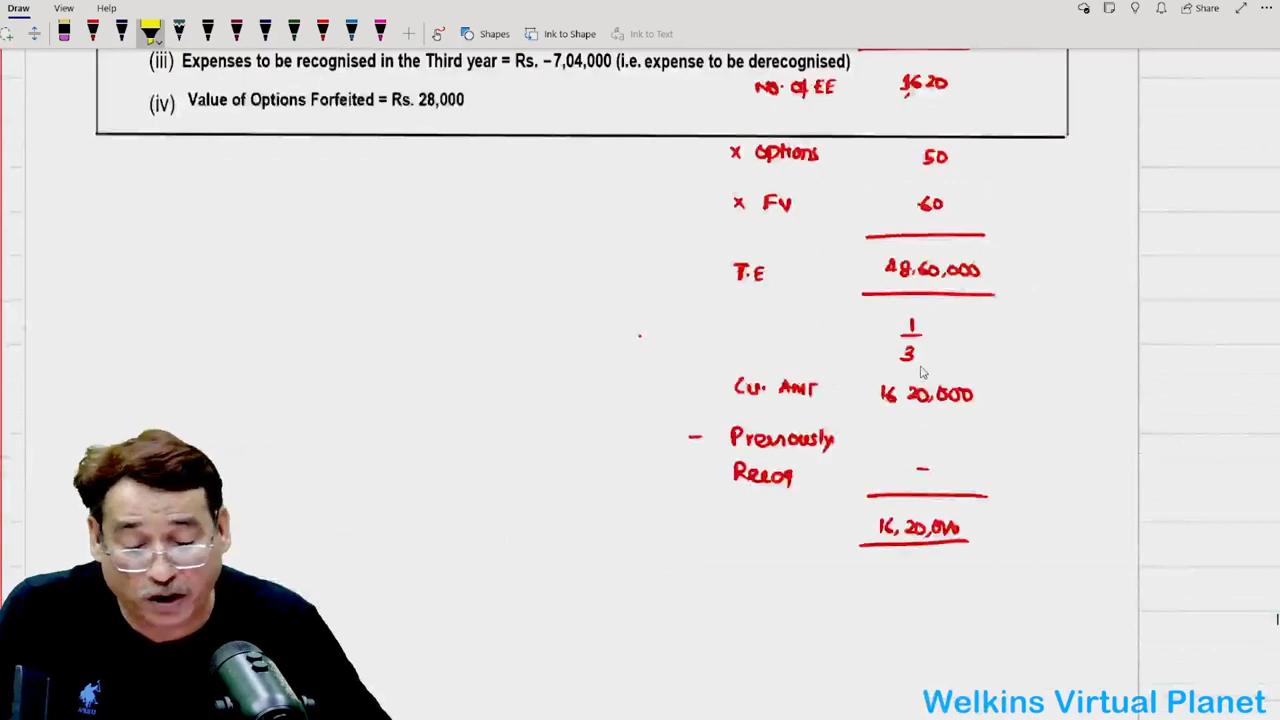 Draw View Help Share
Shapes Ink to Shape Ink to Text
(iii) Expenses to be recognised in the Third year = Rs. −7,04,000 (i.e. expense to be derecognised)
No. of EE 1620
(iv) Value of Options Forfeited = Rs. 28,000
x Options 50
x FV 60
T.E 48,60,000
1
3
Cu. AMT 16 20,000
- Previously
Recog -
16,20,000
Welkins Virtual Planet